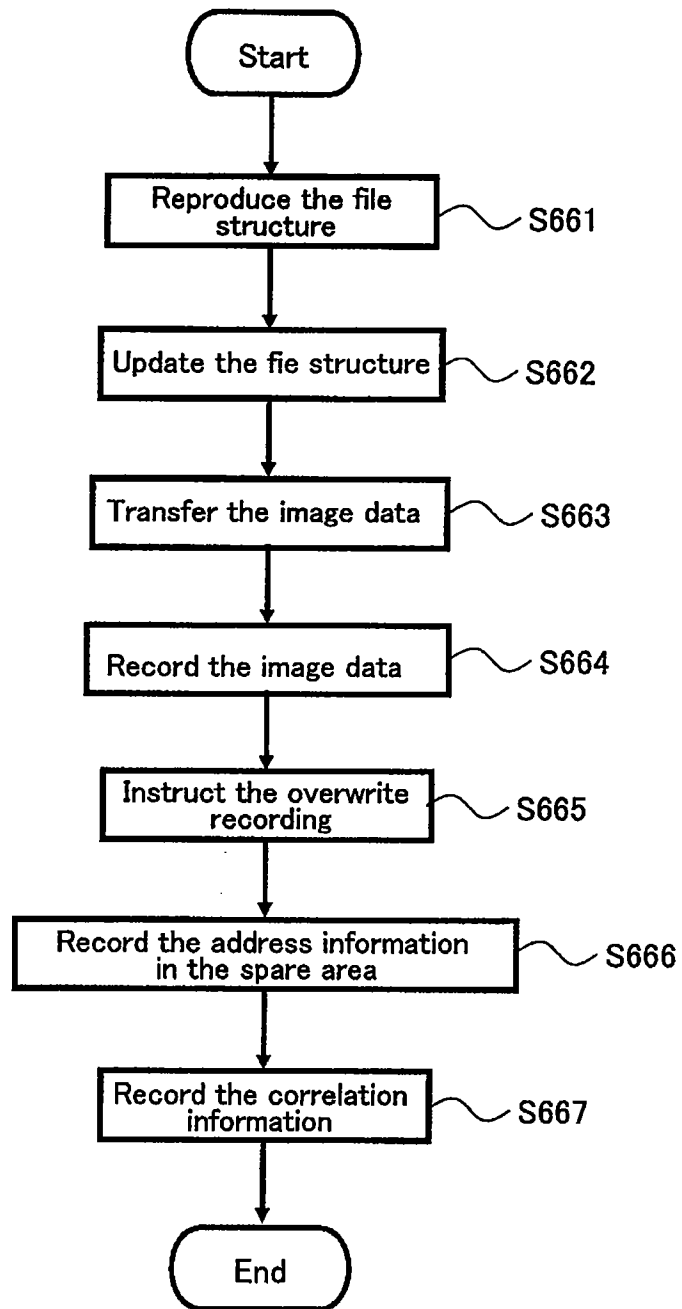 Start
Reproduce the file
structure
S661
Update the fie structure
S662
Transfer the image data
S663
Record the image data
S664
Instruct the overwrite
recording
S665
Record the address information
in the spare area
S666
Record the correlation
information
S667
End